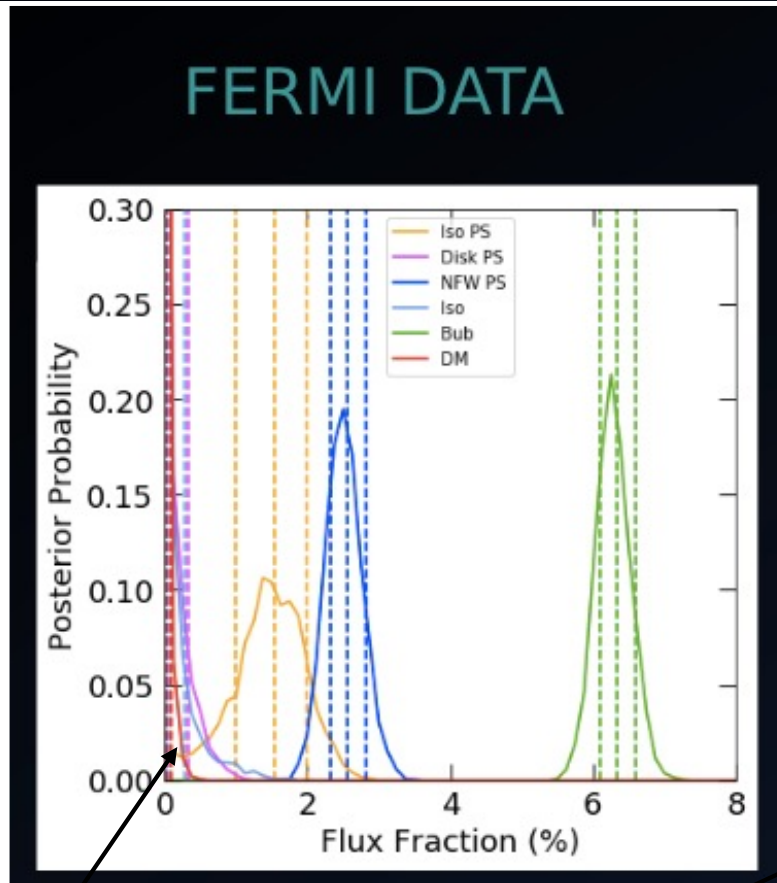 FERMI DATA
0.30
0.25
0.20
0.15
0.10
0.05
0.00
Posterior Probability
Iso PS
Disk PS
NFW PS
Iso
Bub
DM
0 2 4 6 8
Flux Fraction (%)